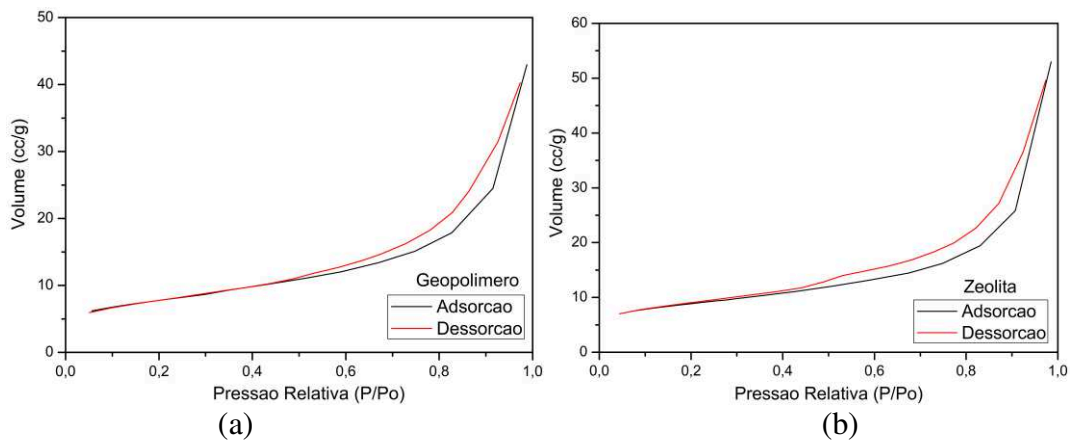 50
40
30
20
10
0
Volume (cc/g)
Geopolimero
Adsorcao
Dessorcao
0,0 0,2 0,4 0,6 0,8 1,0
Pressao Relativa (P/Po)
(a)
60
50
40
30
20
10
0
Volume (cc/g)
Zeolita
Adsorcao
Dessorcao
0,0 0,2 0,4 0,6 0,8 1,0
Pressao Relativa (P/Po)
(b)